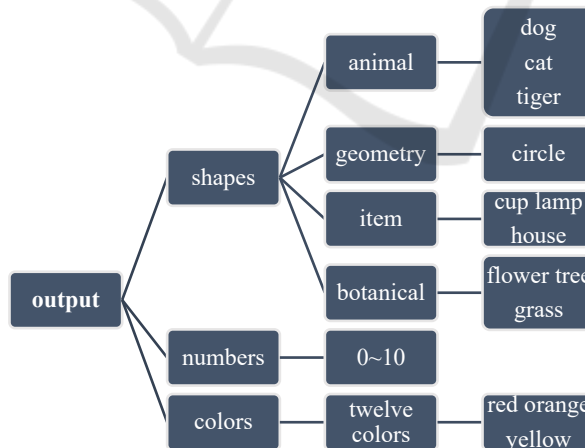 output
shapes
animal
dog
cat
tiger
geometry
circle
item
cup lamp
house
botanical
flower tree
grass
numbers
0~10
colors
twelve
colors
red orange
yellow